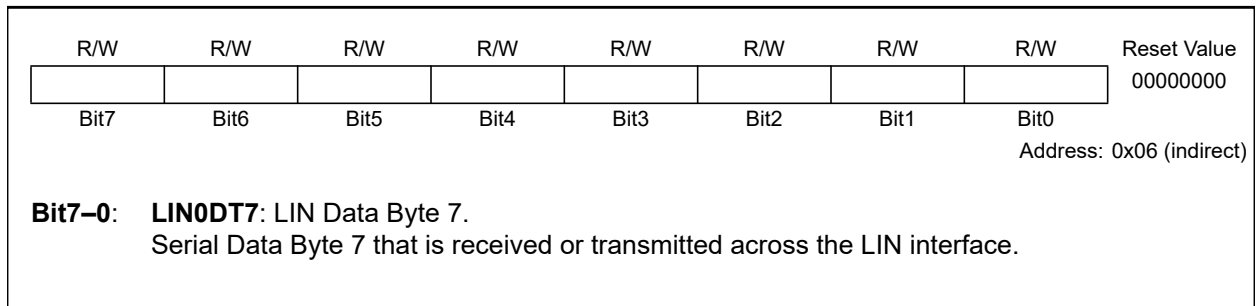 R/W R/W R/W R/W R/W R/W R/W R/W Reset Value
00000000
Bit7 Bit6 Bit5 Bit4 Bit3 Bit2 Bit1 Bit0
Address: 0x06 (indirect)
Bit7–0: LIN0DT7: LIN Data Byte 7.
Serial Data Byte 7 that is received or transmitted across the LIN interface.